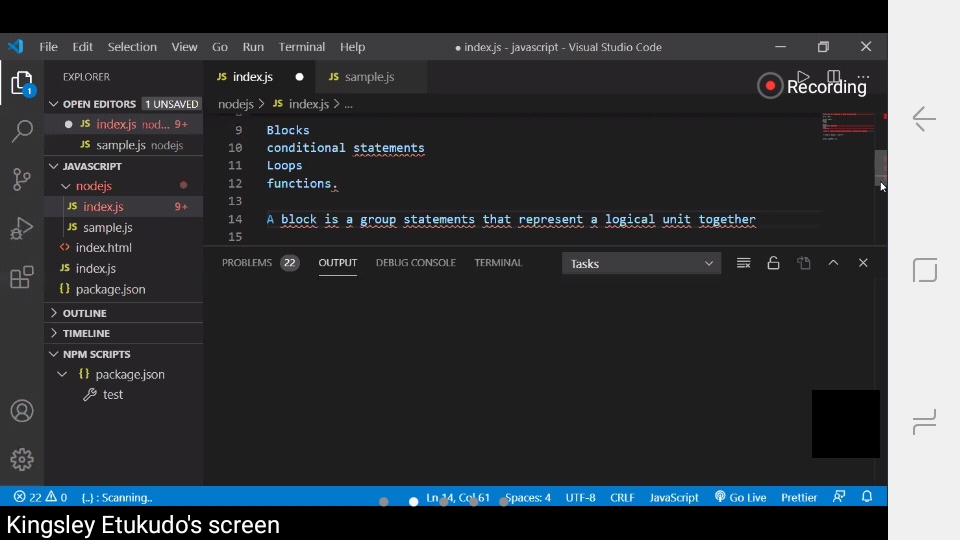 File Edit Selection View Go Run Terminal Help ● index.js - javascript - Visual Studio Code
EXPLORER
JS index.js ● JS sample.js ...
Recording
OPEN EDITORS 1 UNSAVED
nodejs > JS index.js > ...
● JS index.js nod... 9+
JS sample.js nodejs
JAVASCRIPT
nodejs
JS index.js 9+
JS sample.js
<> index.html
JS index.js
{} package.json
OUTLINE
TIMELINE
NPM SCRIPTS
{} package.json
test
9 Blocks
10 conditional statements
11 Loops
12 functions.
13
14 A block is a group statements that represent a logical unit together
15
PROBLEMS 22 OUTPUT DEBUG CONSOLE TERMINAL Tasks
1
22 0 {..} : Scanning.. Ln 14, Col 61 Spaces: 4 UTF-8 CRLF JavaScript Go Live Prettier
Kingsley Etukudo's screen